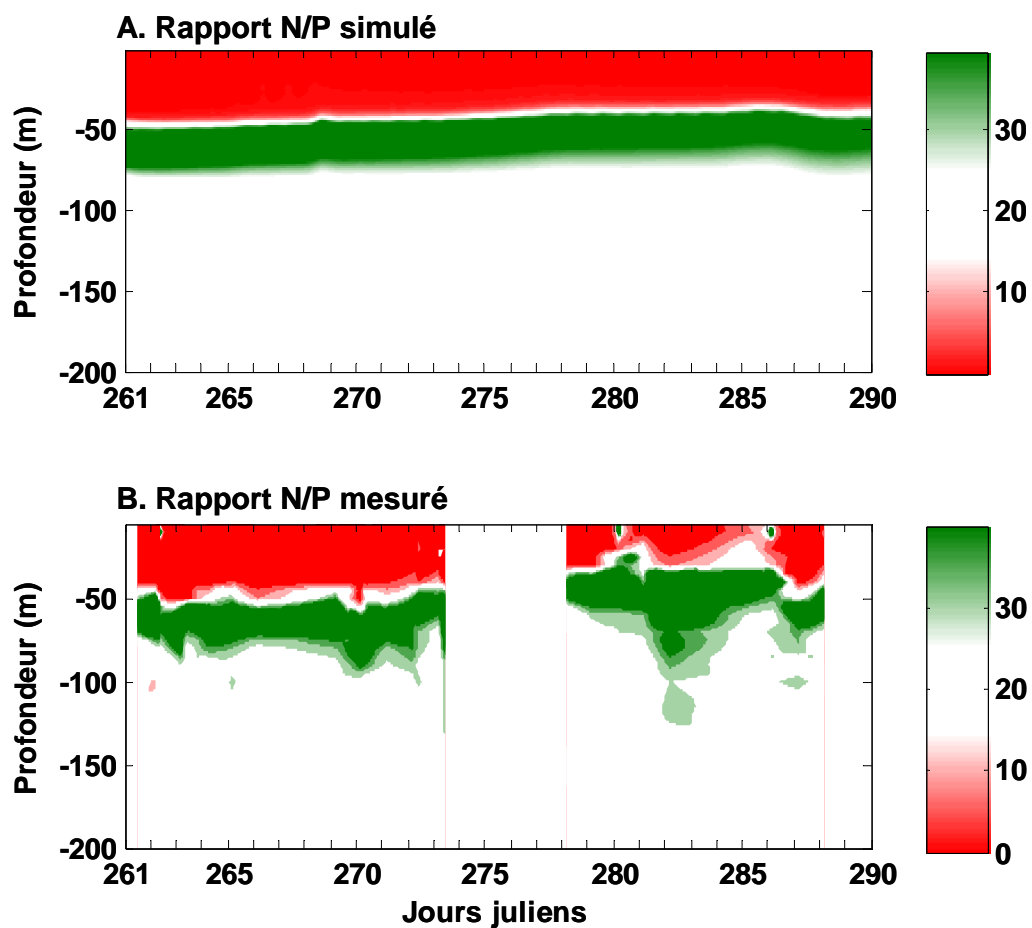 A. Rapport N/P simulé
Profondeur (m)
-50
-100
-150
-200
261 265 270 275 280 285 290
30
20
10
B. Rapport N/P mesuré
Profondeur (m)
-50
-100
-150
-200
261 265 270 275 280 285 290
Jours juliens
30
20
10
0